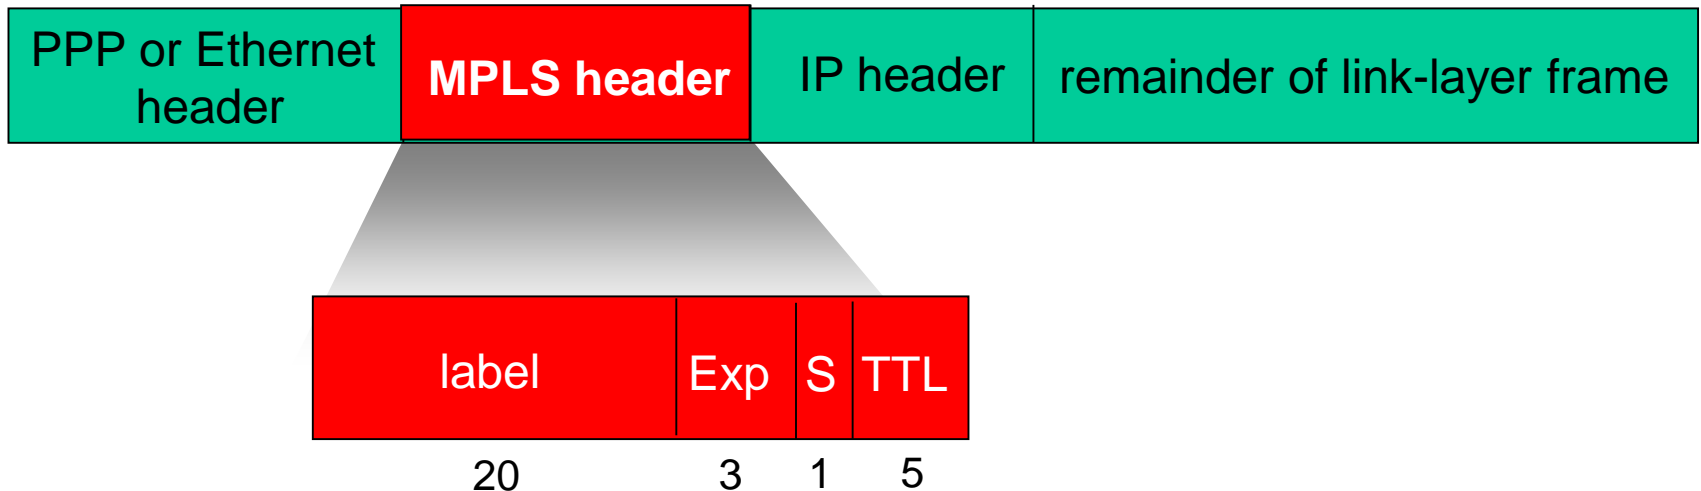 PPP or Ethernet
header
MPLS header
IP header
remainder of link-layer frame
label
Exp
S
TTL
20
3
1
5